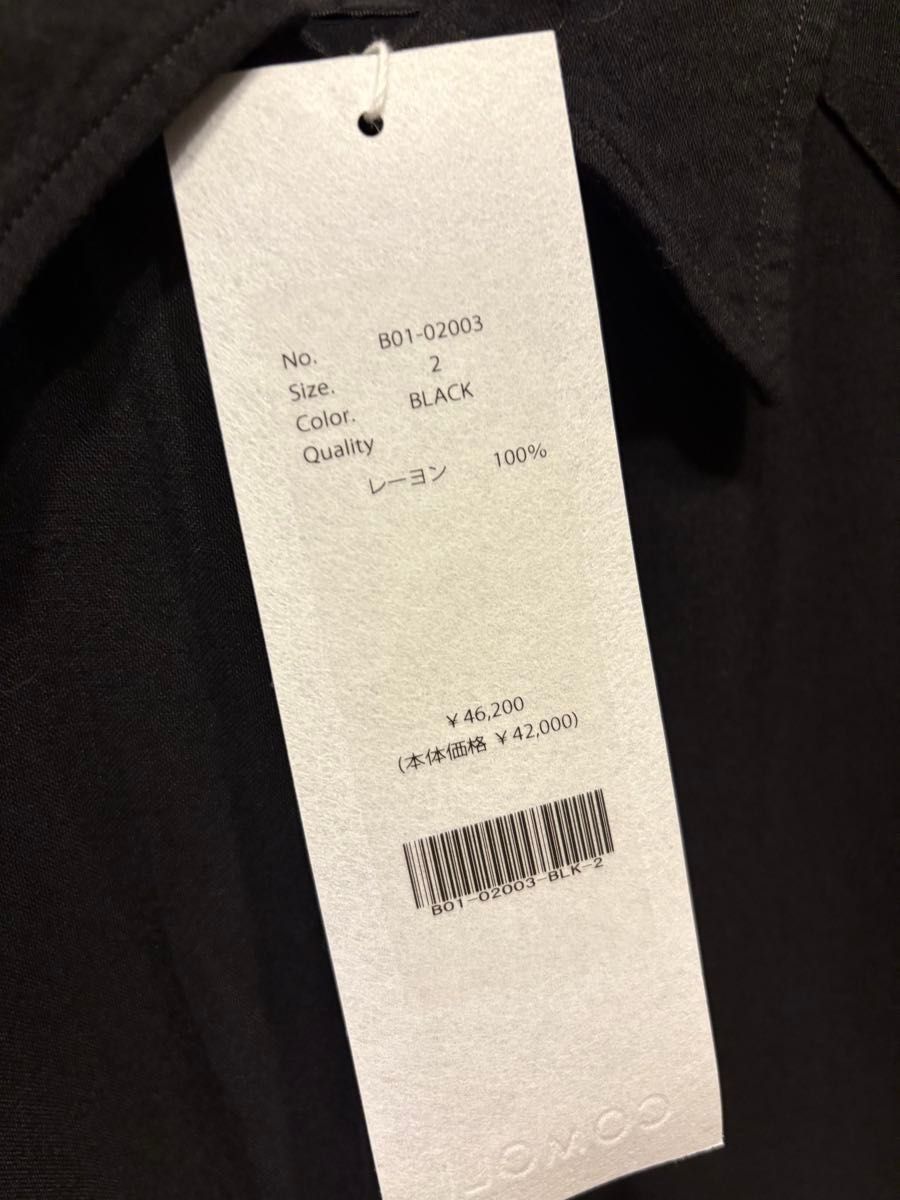 No. B01-02003
Size. 2
Color. BLACK
Quality
レーヨン 100%
¥46,200
(本体価格 ¥42,000)
B01-02003-BLK-2